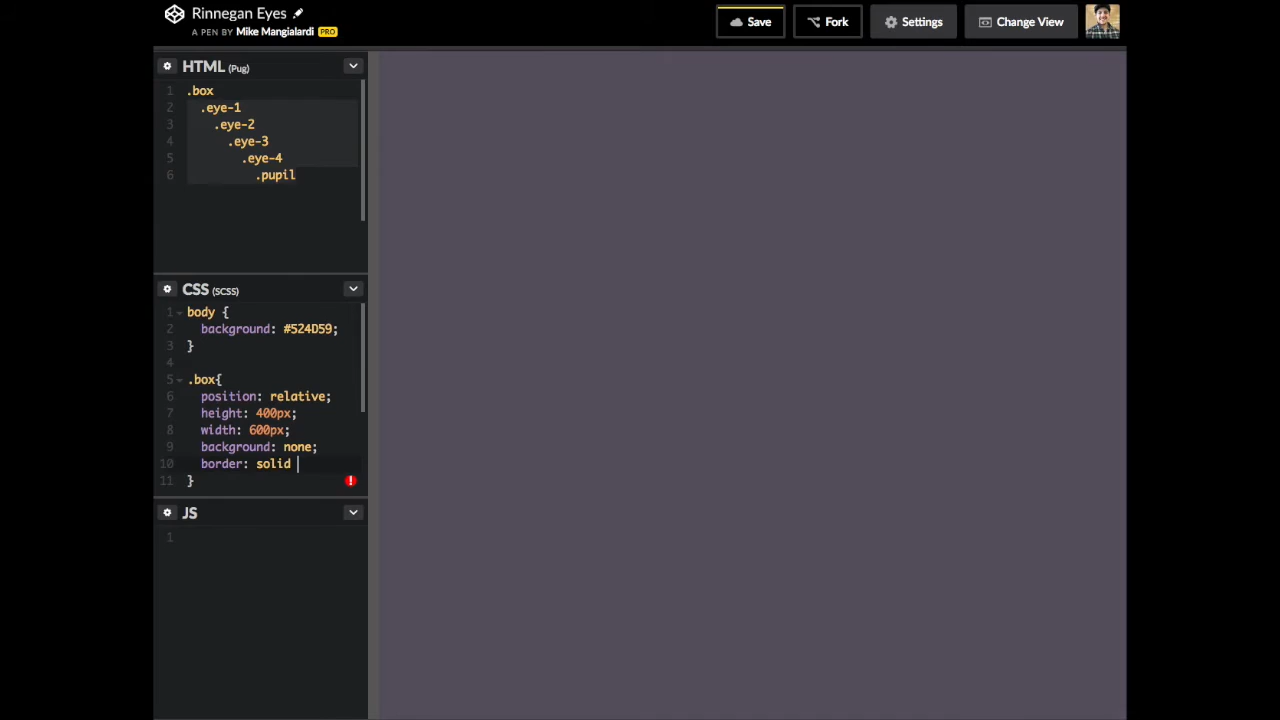 Rinnegan Eyes
A PEN BY Mike Mangialardi PRO
Save
Fork
Settings
Change View
HTML (Pug)
1 .box
2 .eye-1
3 .eye-2
4 .eye-3
5 .eye-4
6 .pupil
CSS (SCSS)
1 body {
2 background: #524D59;
3 }
4
5 .box{
6 position: relative;
7 height: 400px;
8 width: 600px;
9 background: none;
10 border: solid
11 }
JS
1